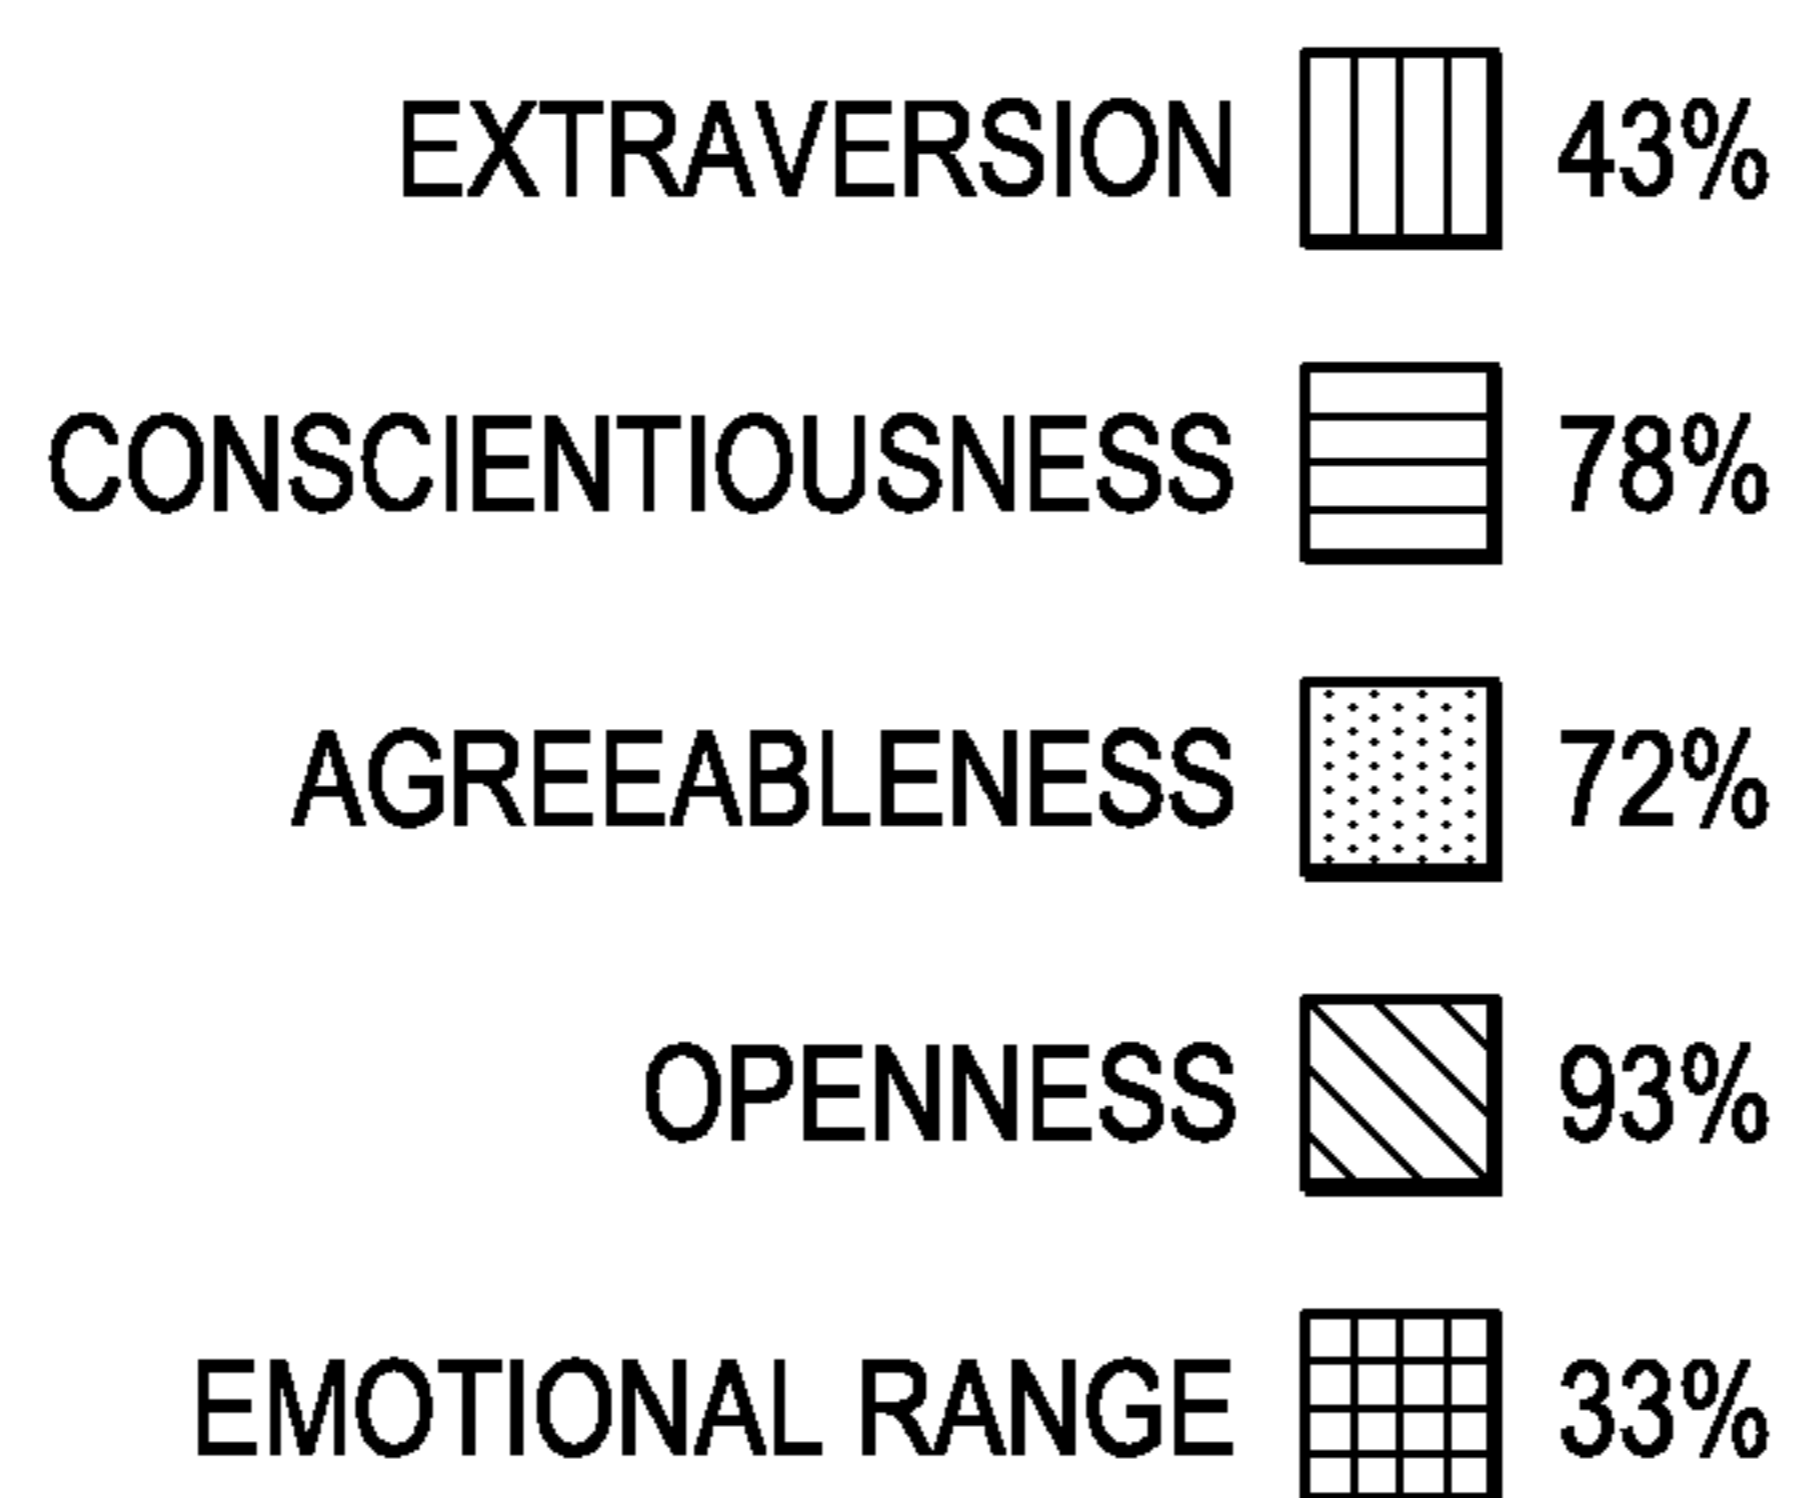 EXTRAVERSION 43%
CONSCIENTIOUSNESS 78%
AGREEABLENESS 72%
OPENNESS 93%
EMOTIONAL RANGE 33%